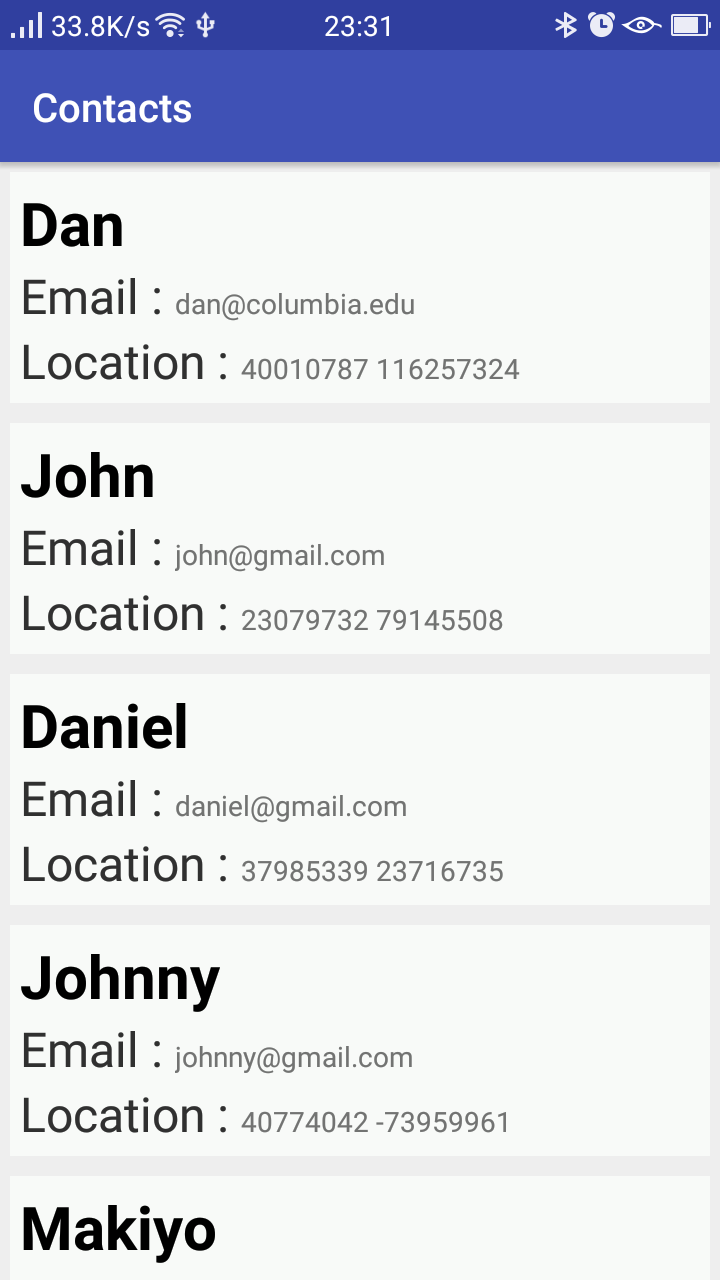 33.8K/s 23:31
Contacts
Dan
Email : dan@columbia.edu
Location : 40010787 116257324
John
Email : john@gmail.com
Location : 23079732 79145508
Daniel
Email : daniel@gmail.com
Location : 37985339 23716735
Johnny
Email : johnny@gmail.com
Location : 40774042 -73959961
Makiyo